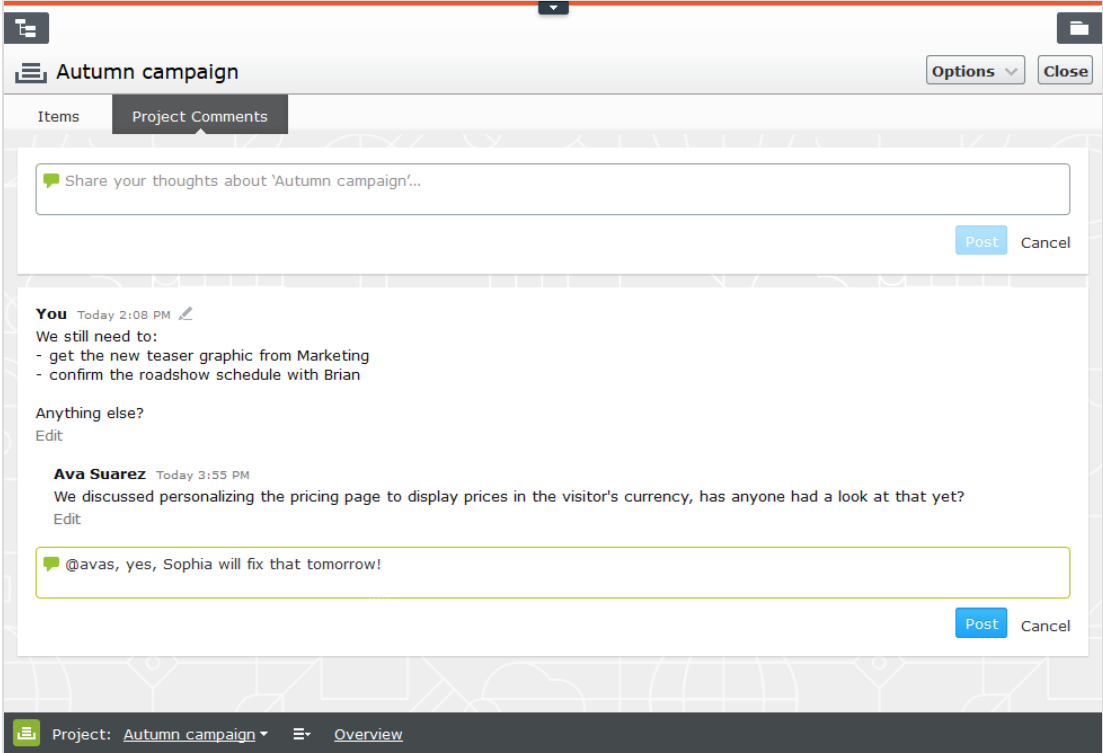 Autumn campaign
Options
Close
Items
Project Comments
Share your thoughts about ‘Autumn campaign’...
Post
Cancel
You Today 2:08 PM
We still need to:
- get the new teaser graphic from Marketing
- confirm the roadshow schedule with Brian
Anything else?
Edit
Ava Suarez Today 3:55 PM
We discussed personalizing the pricing page to display prices in the visitor's currency, has anyone had a look at that yet?
Edit
@avas, yes, Sophia will fix that tomorrow!
Post
Cancel
Project: Autumn campaign
Overview